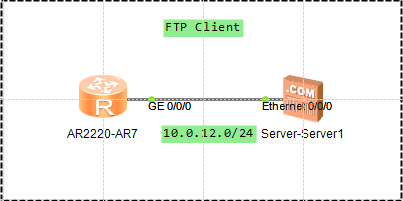 FTP Client
.COM
R
GE 0/0/0
Ethernet 0/0/0
AR2220-AR7
10.0.12.0/24
Server-Server1